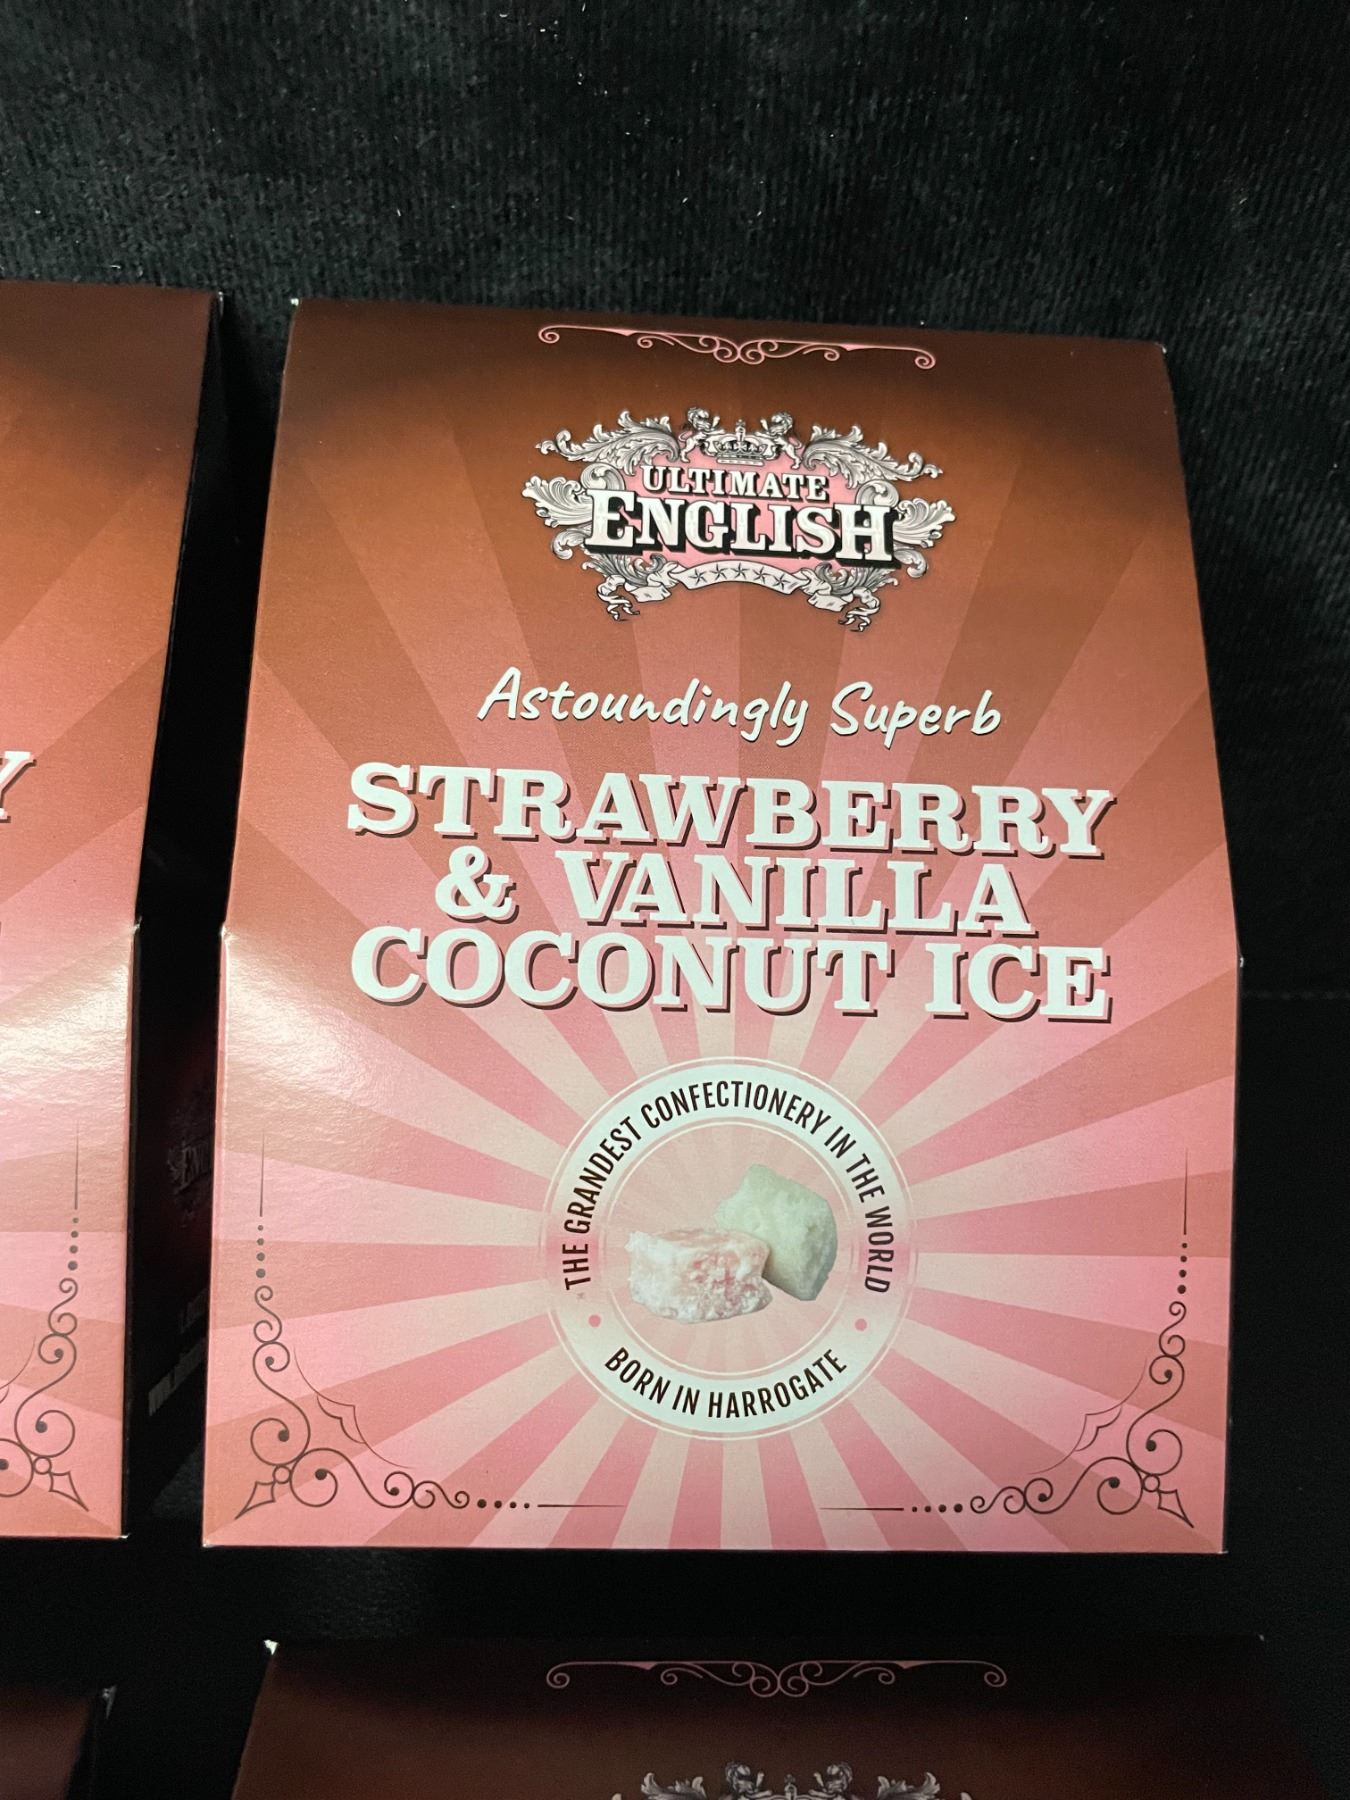 ULTIMATE
ENGLISH
Astoundingly Superb
STRAWBERRY
& VANILLA
COCONUT ICE
THE GRANDEST CONFECTIONERY IN THE WORLD
BORN IN HARROGATE
Y